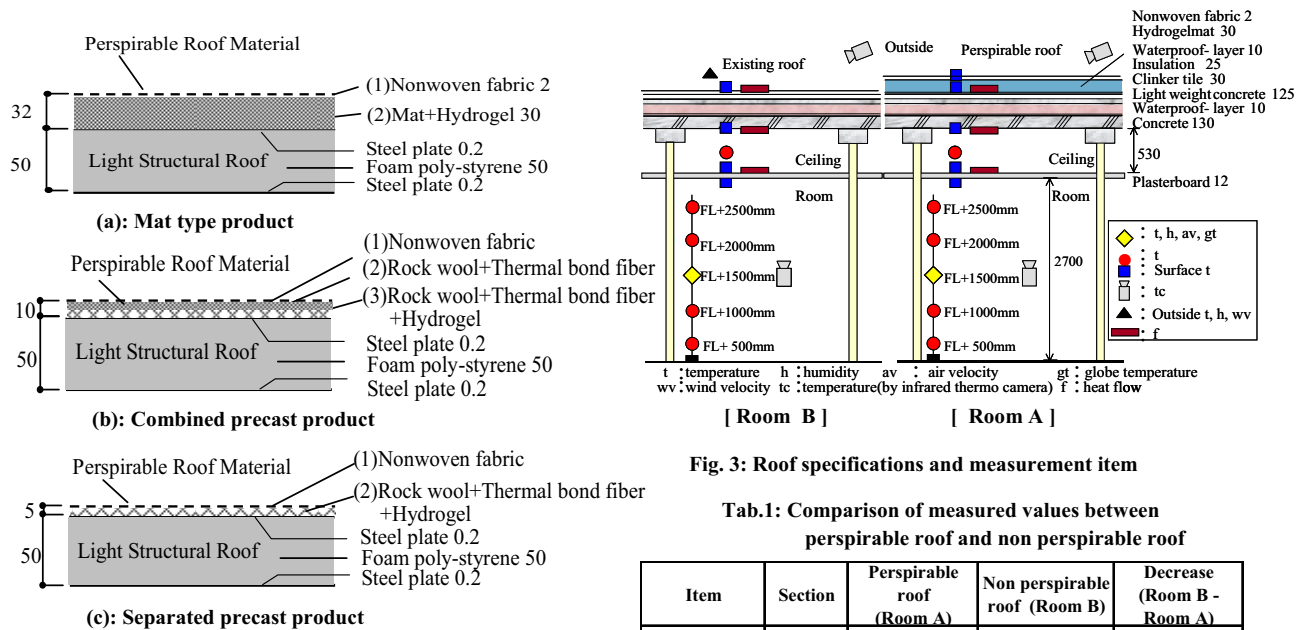 Perspirable Roof Material
(1)Nonwoven fabric 2
32
(2)Mat+Hydrogel 30
Steel plate 0.2
50
Light Structural Roof
Foam poly-styrene 50
Steel plate 0.2
(a): Mat type product
(1)Nonwoven fabric
Perspirable Roof Material
(2)Rock wool+Thermal bond fiber
10
(3)Rock wool+Thermal bond fiber
+Hydrogel
Steel plate 0.2
50
Light Structural Roof
Foam poly-styrene 50
Steel plate 0.2
(b): Combined precast product
(1)Nonwoven fabric
Perspirable Roof Material
(2)Rock wool+Thermal bond fiber
5
+Hydrogel
Steel plate 0.2
50
Light Structural Roof
Foam poly-styrene 50
Steel plate 0.2
(c): Separated precast product
Nonwoven fabric 2
Hydrogelmat 30
Outside
Existing roof
Perspirable roof
Waterproof- layer 10
Insulation 25
Clinker tile 30
Light weight concrete 125
Waterproof- layer 10
Concrete 130
530
Ceiling
Ceiling
Plasterboard 12
Room
Room
FL+2500mm
FL+2000mm
FL+1500mm
FL+1000mm
FL+ 500mm
FL+2500mm
FL+2000mm
FL+1500mm
FL+1000mm
FL+ 500mm
2700
: t, h, av, gt
: t
: Surface t
: tc
: Outside t, h, wv
: f
t : temperature h : humidity av : air velocity gt : globe temperature
wv : wind velocity tc : temperature(by infrared thermo camera) f : heat flow
[ Room B ]
[ Room A ]
Fig. 3: Roof specifications and measurement item
Tab.1: Comparison of measured values between
perspirable roof and non perspirable roof
Item
Section
Perspirable
roof
(Room A)
Non perspirable
roof (Room B)
Decrease
(Room B -
Room A)